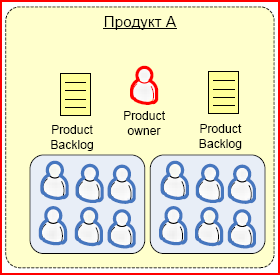 Продукт А
Product
Backlog
Product
owner
Product
Backlog